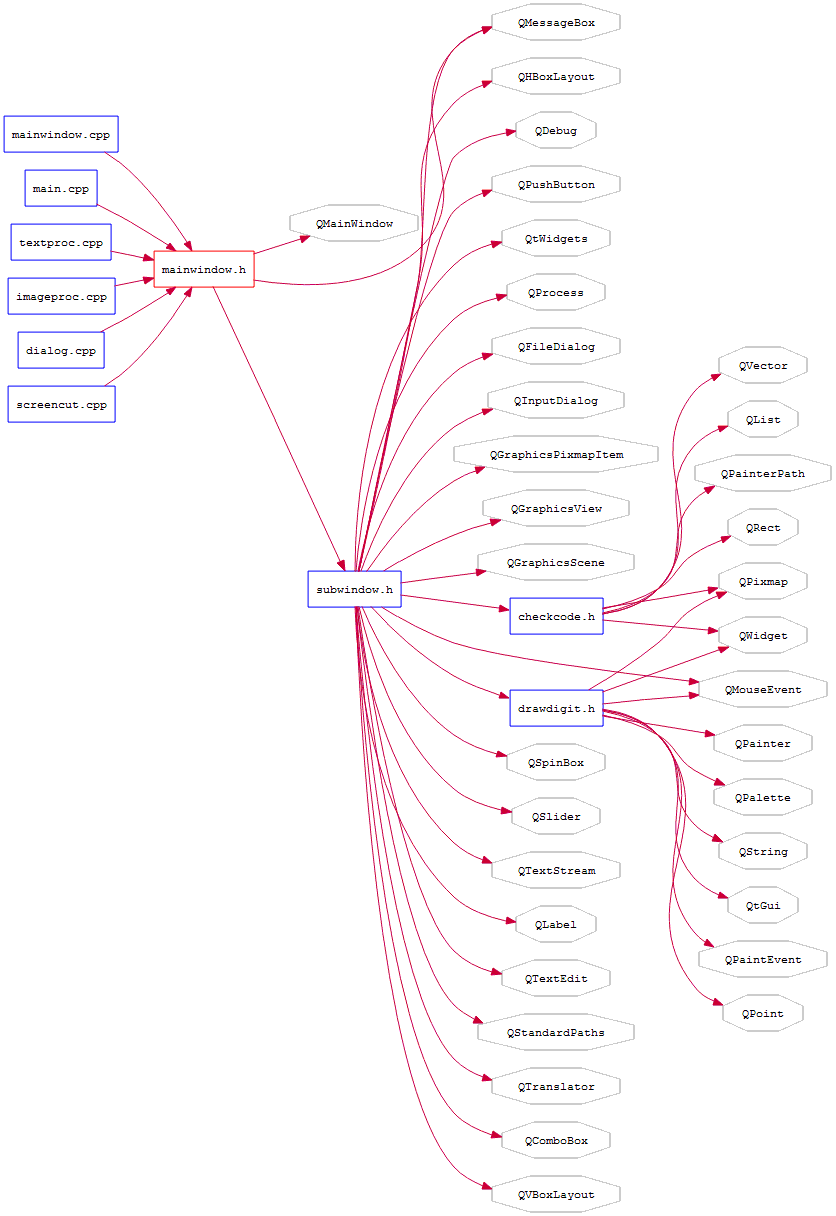 mainwindow.cpp
main.cpp
textproc.cpp
imageproc.cpp
dialog.cpp
screencut.cpp
mainwindow.h
QMainWindow
subwindow.h
QMessageBox
QHBoxLayout
QDebug
QPushButton
QtWidgets
QProcess
QFileDialog
QInputDialog
QGraphicsPixmapItem
QGraphicsView
QGraphicsScene
checkcode.h
drawdigit.h
QSpinBox
QSlider
QTextStream
QLabel
QTextEdit
QStandardPaths
QTranslator
QComboBox
QVBoxLayout
QVector
QList
QPainterPath
QRect
QPixmap
QWidget
QMouseEvent
QPainter
QPalette
QString
QtGui
QPaintEvent
QPoint